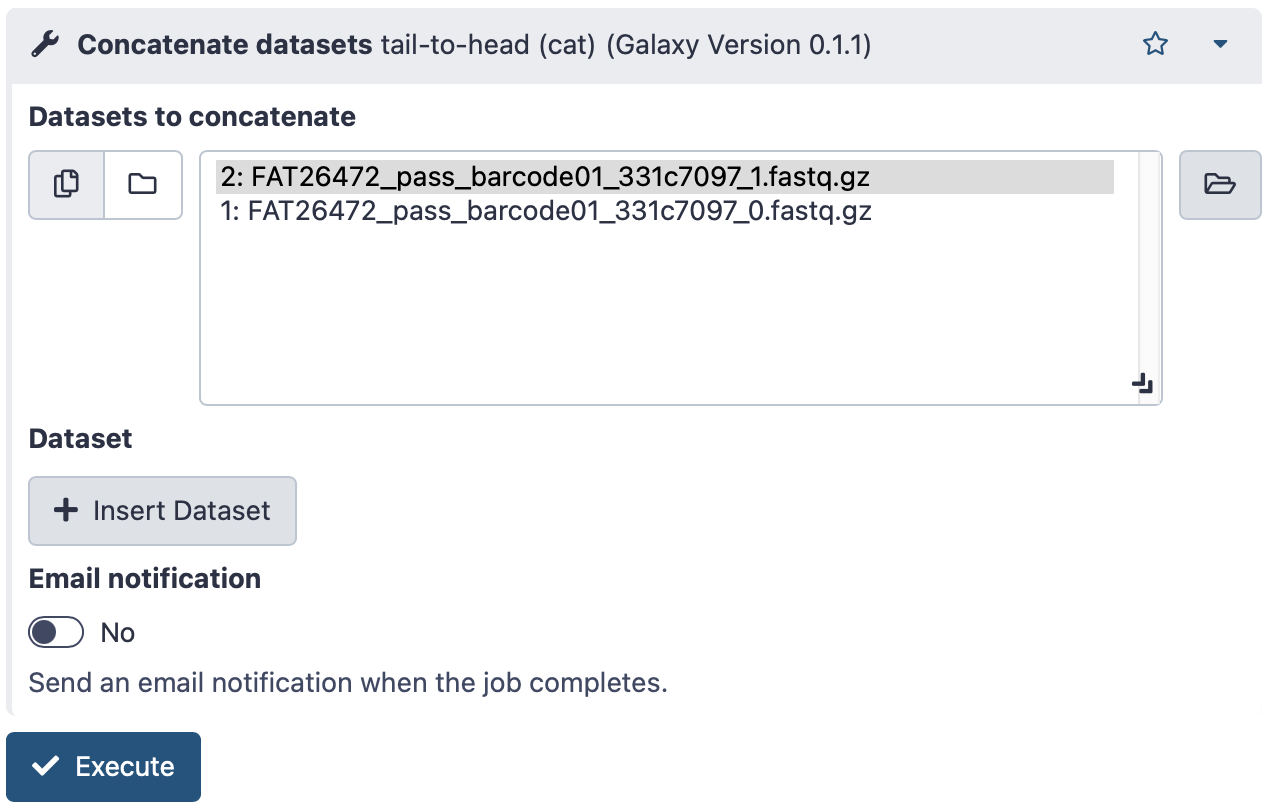 Concatenate datasets tail-to-head (cat) (Galaxy Version 0.1.1)
Datasets to concatenate
2: FAT26472_pass_barcode01_331c7097_1.fastq.gz
1: FAT26472_pass_barcode01_331c7097_0.fastq.gz
Dataset
Insert Dataset
Email notification
No
Send an email notification when the job completes.
Execute